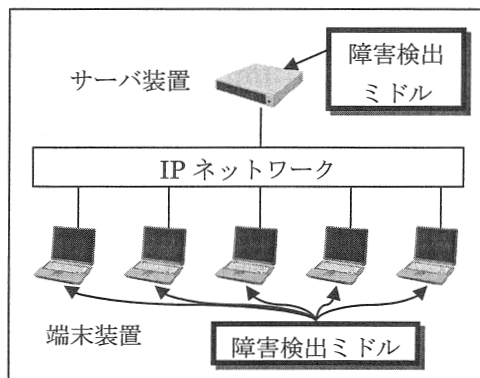 障害検出
ミドル
サーバ装置
IP ネットワーク
端末装置
障害検出ミドル